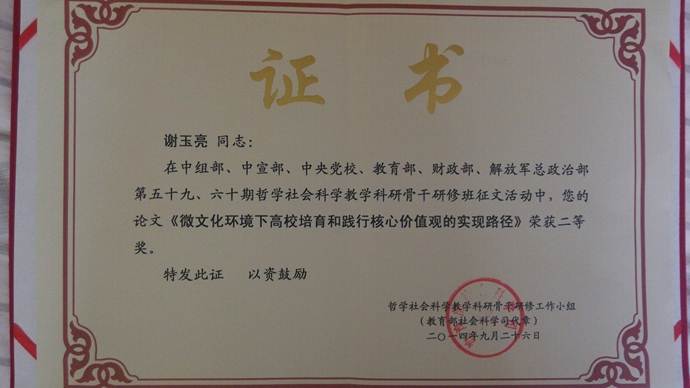 证书
谢玉亮 同志：
在中组部、中宣部、中央党校、教育部、财政部、解放军总政治部
第五十九、六十期哲学社会科学教学科研骨干研修班征文活动中，您的
论文《微文化环境下高校培育和践行核心价值观的实现路径》荣获二等
奖。
特发此证 以资鼓励
哲学社会科学教学科研骨干研修工作小组
（教育部社会科学司代章）
二〇一四年九月二十六日